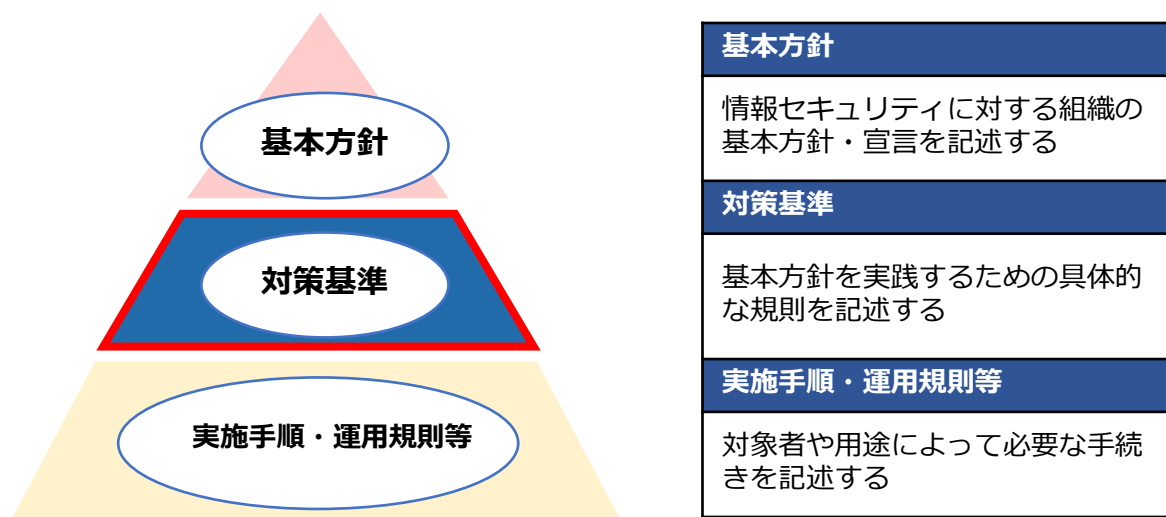 基本方針
対策基準
実施手順・運用規則等
基本方針
情報セキュリティに対する組織の
基本方針・宣言を記述する
対策基準
基本方針を実践するための具体的
な規則を記述する
実施手順・運用規則等
対象者や用途によって必要な手続
きを記述する